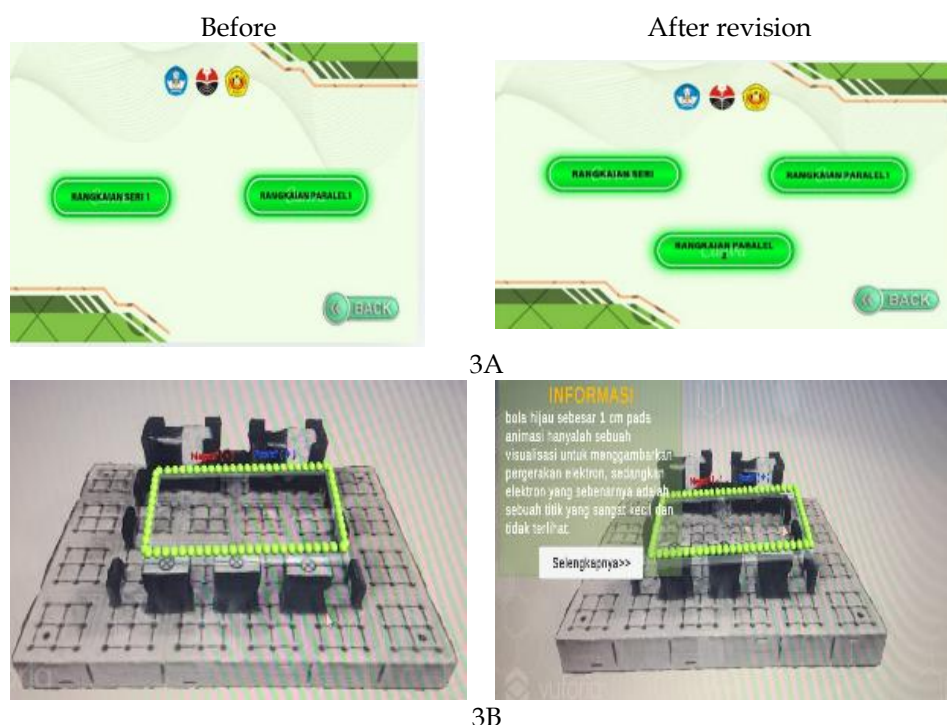 Before
After revision
RANGKAIAN SERI 1
RANGKAIAN PARALEL 1
BACK
RANGKAIAN SERI
RANGKAIAN PARALEL 1
RANGKAIAN PARALEL
2
BACK
3A
INFORMASI
bola hijau sebesar 1 cm pada
animasi hanyalah sebuah
visualisasi untuk menggambarkan
pergerakan elektron, sedangkan
elektron yang sebenarnya adalah
sebuah titik yang sangat kecil dan
tidak terlihat.
Selengkapnya>>
3B